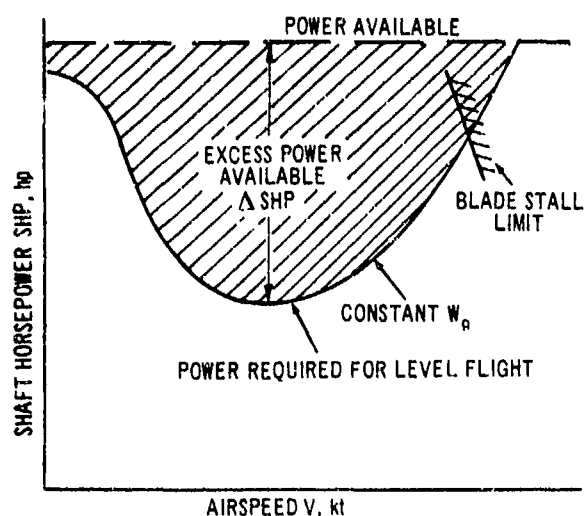 POWER AVAILABLE
EXCESS POWER
AVAILABLE
Δ SHP
BLADE STALL
LIMIT
CONSTANT Wg
POWER REQUIRED FOR LEVEL FLIGHT
SHAFT HORSEPOWER SHP, hp
AIRSPEED V, kt